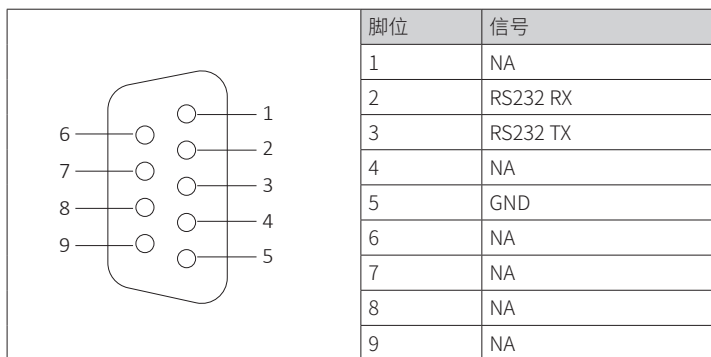 1
2
3
4
5
6
7
8
9
脚位 信号
1 NA
2 RS232 RX
3 RS232 TX
4 NA
5 GND
6 NA
7 NA
8 NA
9 NA